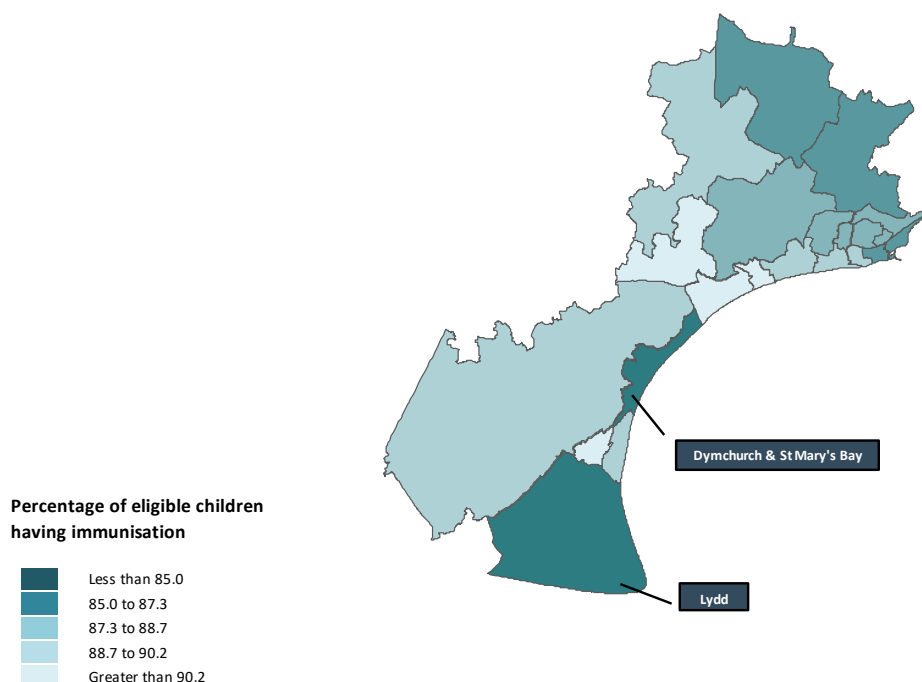 Dymchurch & St Mary's Bay
Percentage of eligible children
having immunisation
Less than 85.0
85.0 to 87.3
87.3 to 88.7
88.7 to 90.2
Greater than 90.2
Lydd